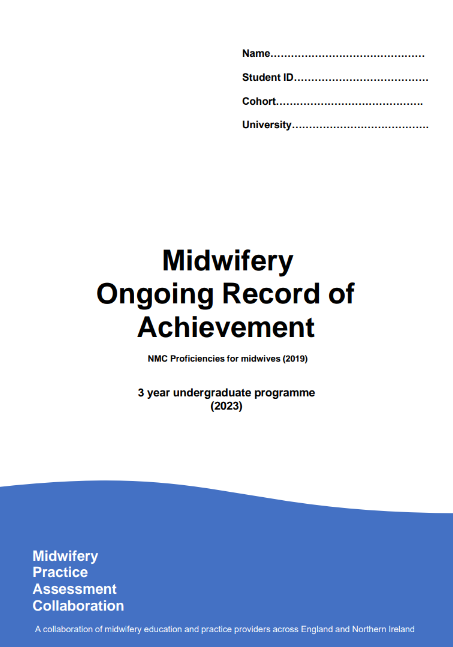 Name………………………………………
Student ID…………………………………
Cohort…………………………………….
University………………………………….
Midwifery
Ongoing Record of
Achievement
NMC Proficiencies for midwives (2019)
3 year undergraduate programme
(2023)
Midwifery
Practice
Assessment
Collaboration
A collaboration of midwifery education and practice providers across England and Northern Ireland